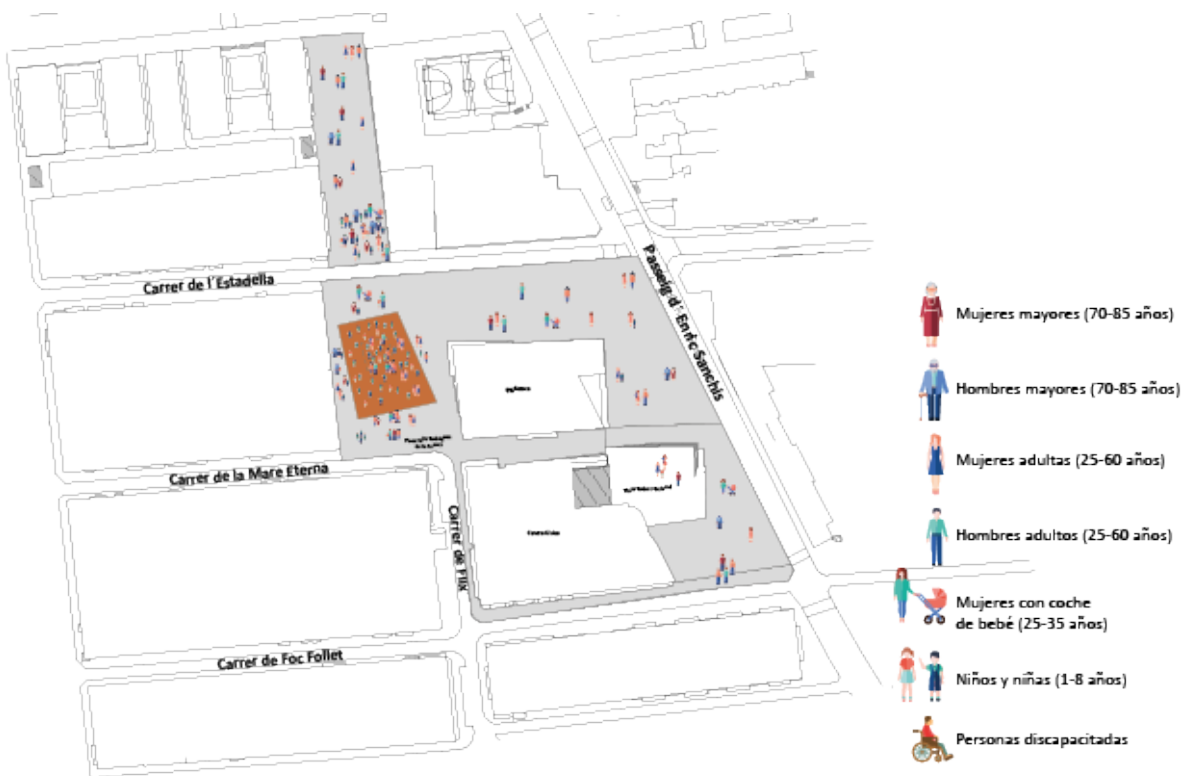 Carrer de l'Estadella
Passeig d' Enric Sanchis
Carrer de la Mare Eterna
Carrer de Flix
Carrer de Foc Follet
Mujeres mayores (70-85 años)
Hombres mayores (70-85 años)
Mujeres adultas (25-60 años)
Hombres adultos (25-60 años)
Mujeres con coche
de bebé (25-35 años)
Niños y niñas (1-8 años)
Personas discapacitadas